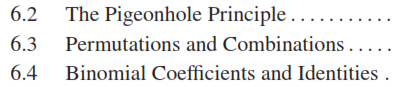 6.2 The Pigeonhole Principle . . . . . . . . . . .
6.3 Permutations and Combinations . . . . .
6.4 Binomial Coefficients and Identities .